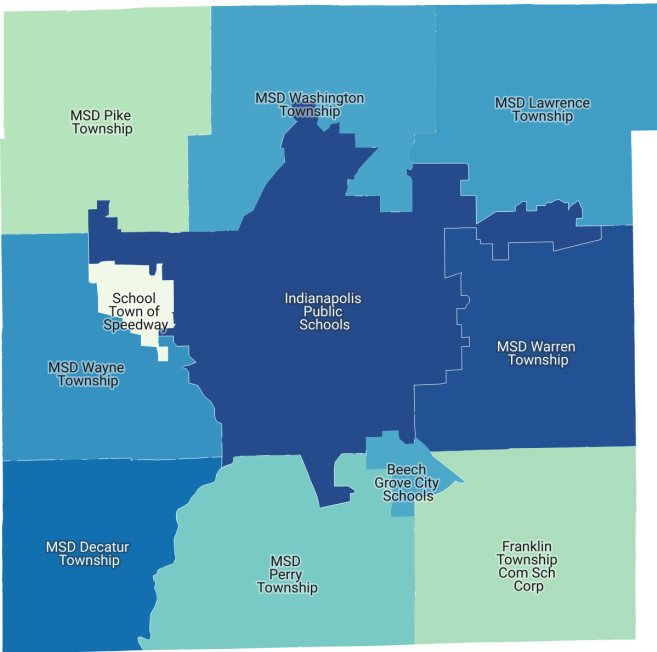 MSD Washington
Township
MSD Lawrence
Township
MSD Pike
Township
School
Town of
Speedway
Indianapolis
Public
Schools
MSD Warren
Township
MSD Wayne
Township
Beech
Grove City
Schools
MSD Decatur
Township
MSD
Perry
Township
Franklin
Township
Com Sch
Corp